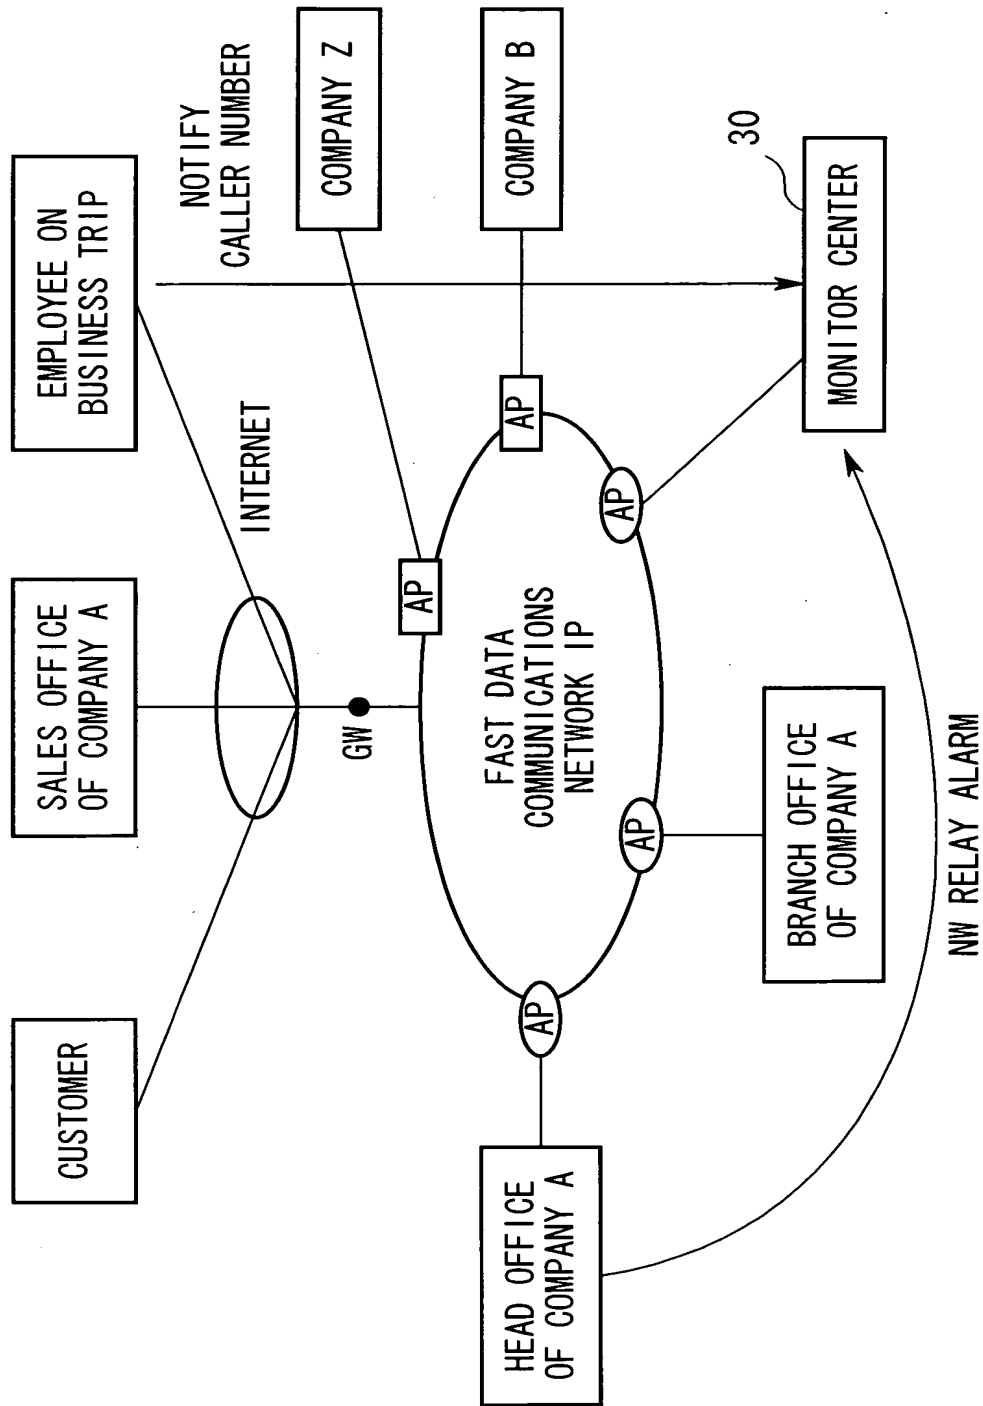 CUSTOMER
SALES OFFICE
OF COMPANY A
EMPLOYEE ON
BUSINESS TRIP
INTERNET
NOTIFY
CALLER NUMBER
GW
COMPANY Z
AP
FAST DATA
COMMUNICATIONS
NETWORK IP
HEAD OFFICE
OF COMPANY A
AP
AP
COMPANY B
AP
AP
BRANCH OFFICE
OF COMPANY A
30
MONITOR CENTER
NW RELAY ALARM